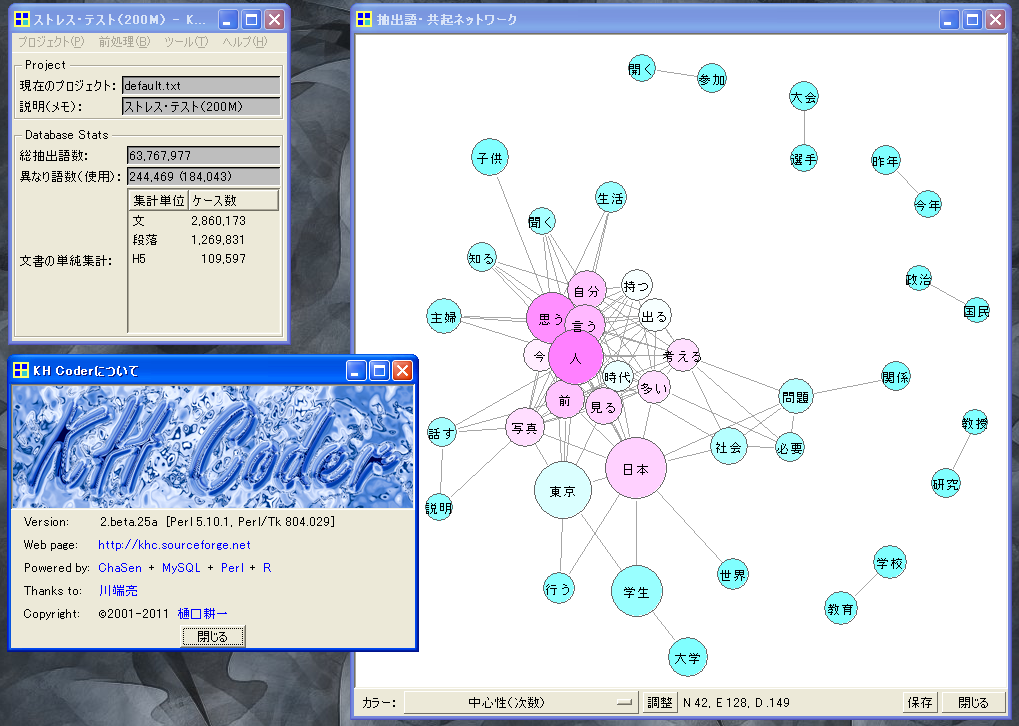 ストレス・テスト(200M) - K...
プロジェクト(P) 前処理(B) ツール(T) ヘルプ(H)
Project
現在のプロジェクト: default.txt
説明(メモ): ストレス・テスト(200M)
Database Stats
総抽出語数: 63,767,977
異なり語数(使用): 244,469 (184,043)
集計単位 ケース数
文 2,860,173
段落 1,269,831
H5 109,597
文書の単純集計:
KH Coderについて
KH Coder
Version: 2.beta.25a [Perl 5.10.1, Perl/Tk 804.029]
Web page: http://khc.sourceforge.net
Powered by: ChaSen + MySQL + Perl + R
Thanks to: 川端亮
Copyright: ©2001-2011 樋口耕一
閉じる
抽出語・共起ネットワーク
開く
参加
大会
選手
昨年
今年
子供
生活
聞く
知る
自分
持つ
政治
国民
主婦
思う
言う
出る
今
人
考える
時代
多い
関係
問題
前
見る
写真
話す
社会
必要
教授
日本
研究
東京
説明
学校
世界
行う
学生
教育
大学
カラー: 中心性(次数) 調整 N 42, E 128, D .149 保存 閉じる